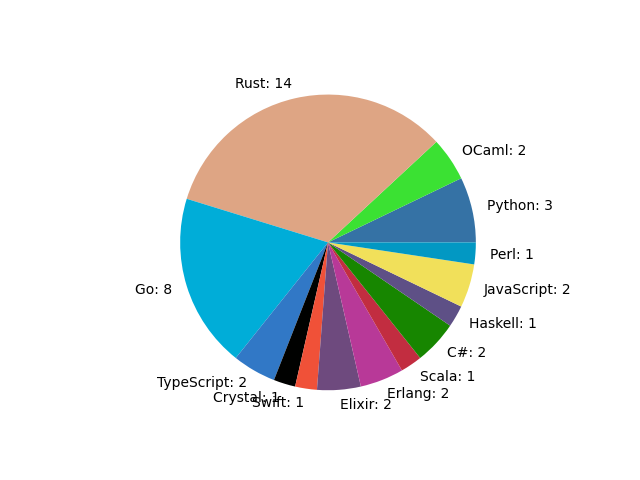 Rust: 14
OCaml: 2
Python: 3
Perl: 1
Go: 8
JavaScript: 2
Haskell: 1
C#: 2
Scala: 1
TypeScript: 2
Erlang: 2
Crystal: 1
Swift: 1
Elixir: 2